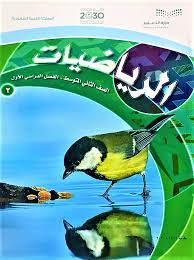 وزارة التعليم
2030
المملكة العربية السعودية
الرياضيات
الصف الثاني المتوسط - الفصل الدراسي الأول
٢